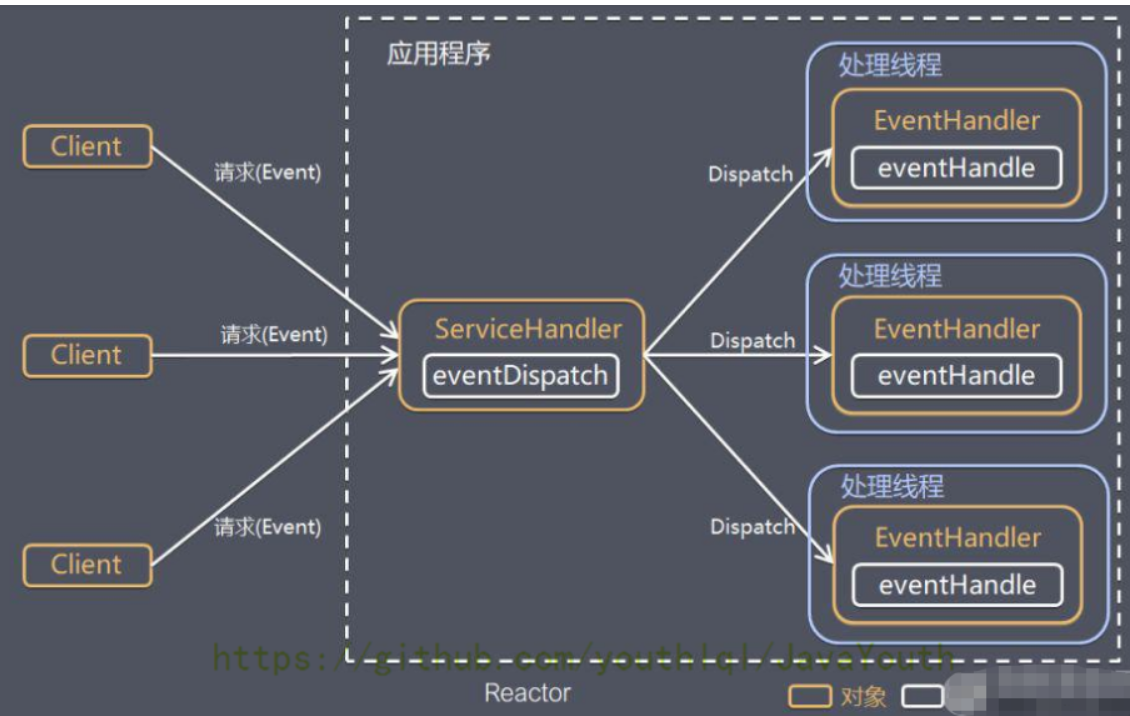 应用程序
处理线程
EventHandler
eventHandle
Client
请求(Event)
Dispatch
处理线程
EventHandler
eventHandle
Client
请求(Event)
ServiceHandler
eventDispatch
Dispatch
处理线程
EventHandler
eventHandle
Client
请求(Event)
Dispatch
https://github.com/youthlql/JavaYouth
Reactor
对象